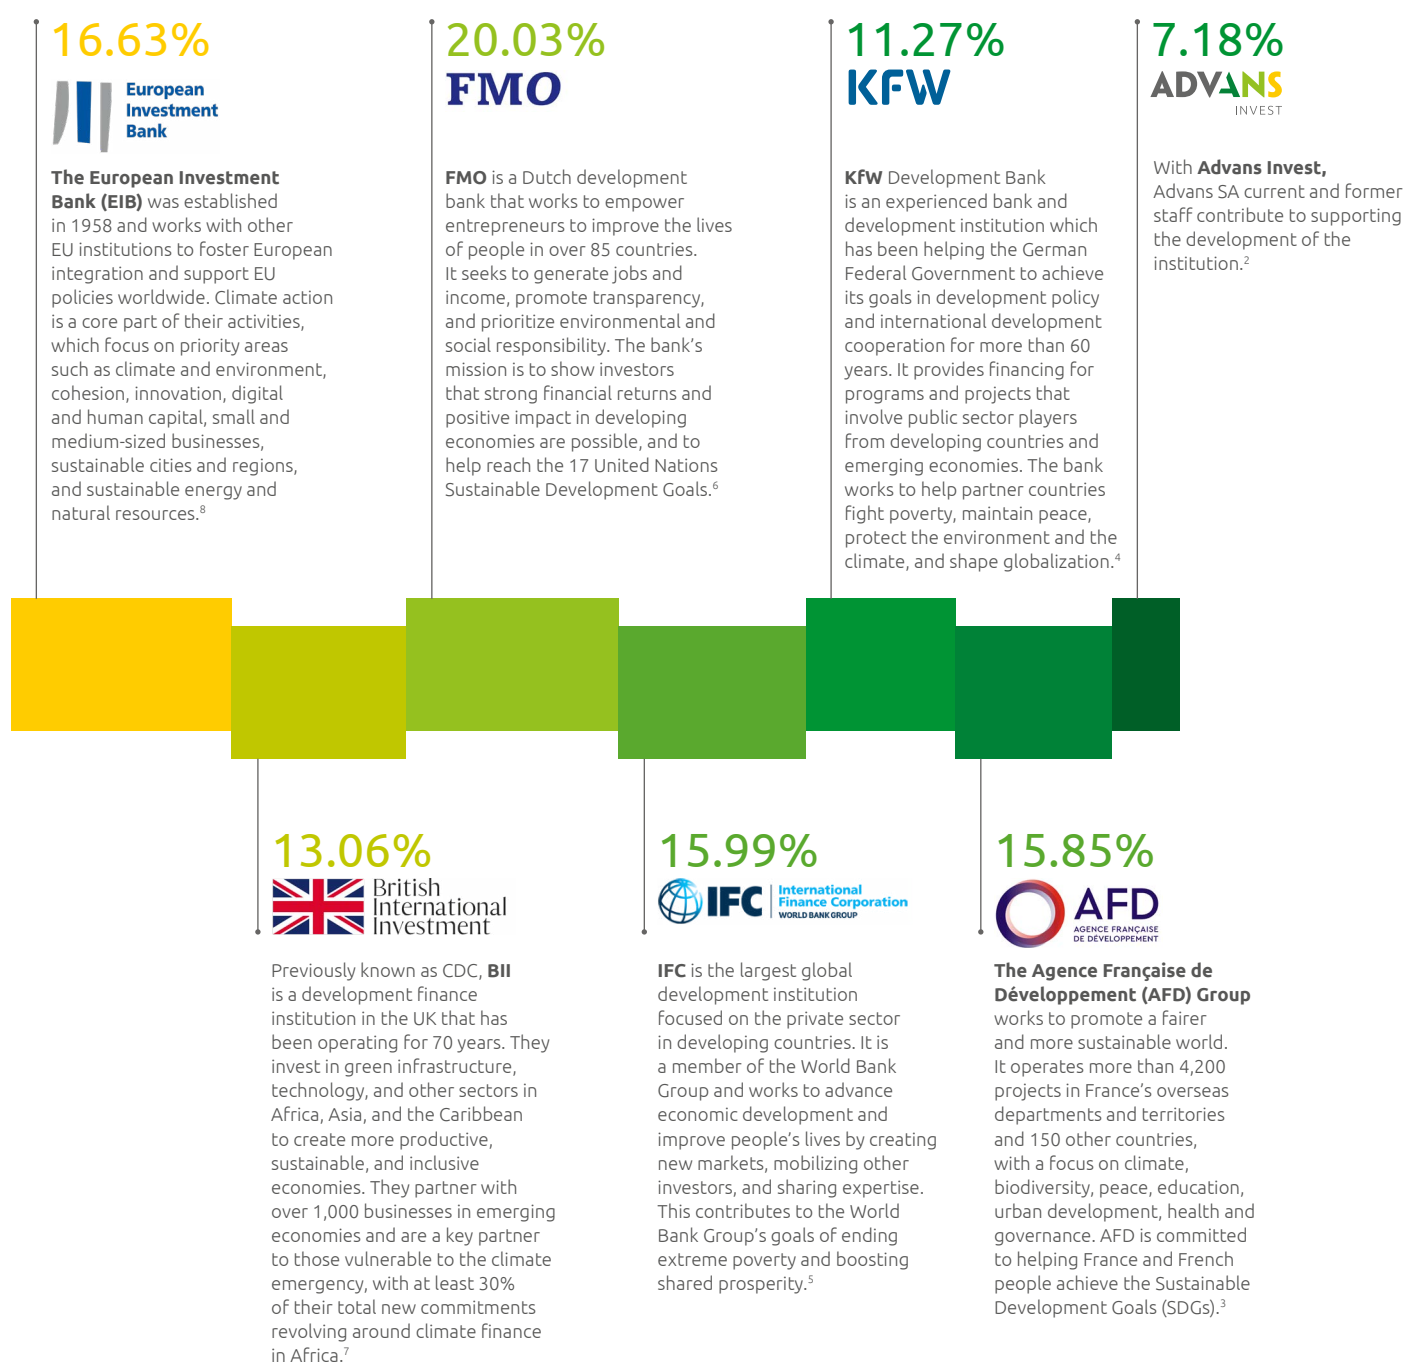 16.63%
European
Investment
Bank
The European Investment
Bank (EIB) was established
in 1958 and works with other
EU institutions to foster European
integration and support EU
policies worldwide. Climate action
is a core part of their activities,
which focus on priority areas
such as climate and environment,
cohesion, innovation, digital
and human capital, small and
medium-sized businesses,
sustainable cities and regions,
and sustainable energy and
natural resources.8
20.03%
FMO
FMO is a Dutch development
bank that works to empower
entrepreneurs to improve the lives
of people in over 85 countries.
It seeks to generate jobs and
income, promote transparency,
and prioritize environmental and
social responsibility. The bank’s
mission is to show investors
that strong financial returns and
positive impact in developing
economies are possible, and to
help reach the 17 United Nations
Sustainable Development Goals.6
11.27%
KFW
KfW Development Bank
is an experienced bank and
development institution which
has been helping the German
Federal Government to achieve
its goals in development policy
and international development
cooperation for more than 60
years. It provides financing for
programs and projects that
involve public sector players
from developing countries and
emerging economies. The bank
works to help partner countries
fight poverty, maintain peace,
protect the environment and the
climate, and shape globalization.4
7.18%
ADVANS
INVEST
With Advans Invest,
Advans SA current and former
staff contribute to supporting
the development of the
institution.2
13.06%
British
International
Investment
Previously known as CDC, BII
is a development finance
institution in the UK that has
been operating for 70 years. They
invest in green infrastructure,
technology, and other sectors in
Africa, Asia, and the Caribbean
to create more productive,
sustainable, and inclusive
economies. They partner with
over 1,000 businesses in emerging
economies and are a key partner
to those vulnerable to the climate
emergency, with at least 30%
of their total new commitments
revolving around climate finance
in Africa.7
15.99%
IFC
International
Finance Corporation
WORLD BANK GROUP
IFC is the largest global
development institution
focused on the private sector
in developing countries. It is
a member of the World Bank
Group and works to advance
economic development and
improve people’s lives by creating
new markets, mobilizing other
investors, and sharing expertise.
This contributes to the World
Bank Group’s goals of ending
extreme poverty and boosting
shared prosperity.5
15.85%
AFD
AGENCE FRANÇAISE
DE DÉVELOPPEMENT
The Agence Française de
Développement (AFD) Group
works to promote a fairer
and more sustainable world.
It operates more than 4,200
projects in France’s overseas
departments and territories
and 150 other countries,
with a focus on climate,
biodiversity, peace, education,
urban development, health and
governance. AFD is committed
to helping France and French
people achieve the Sustainable
Development Goals (SDGs).3